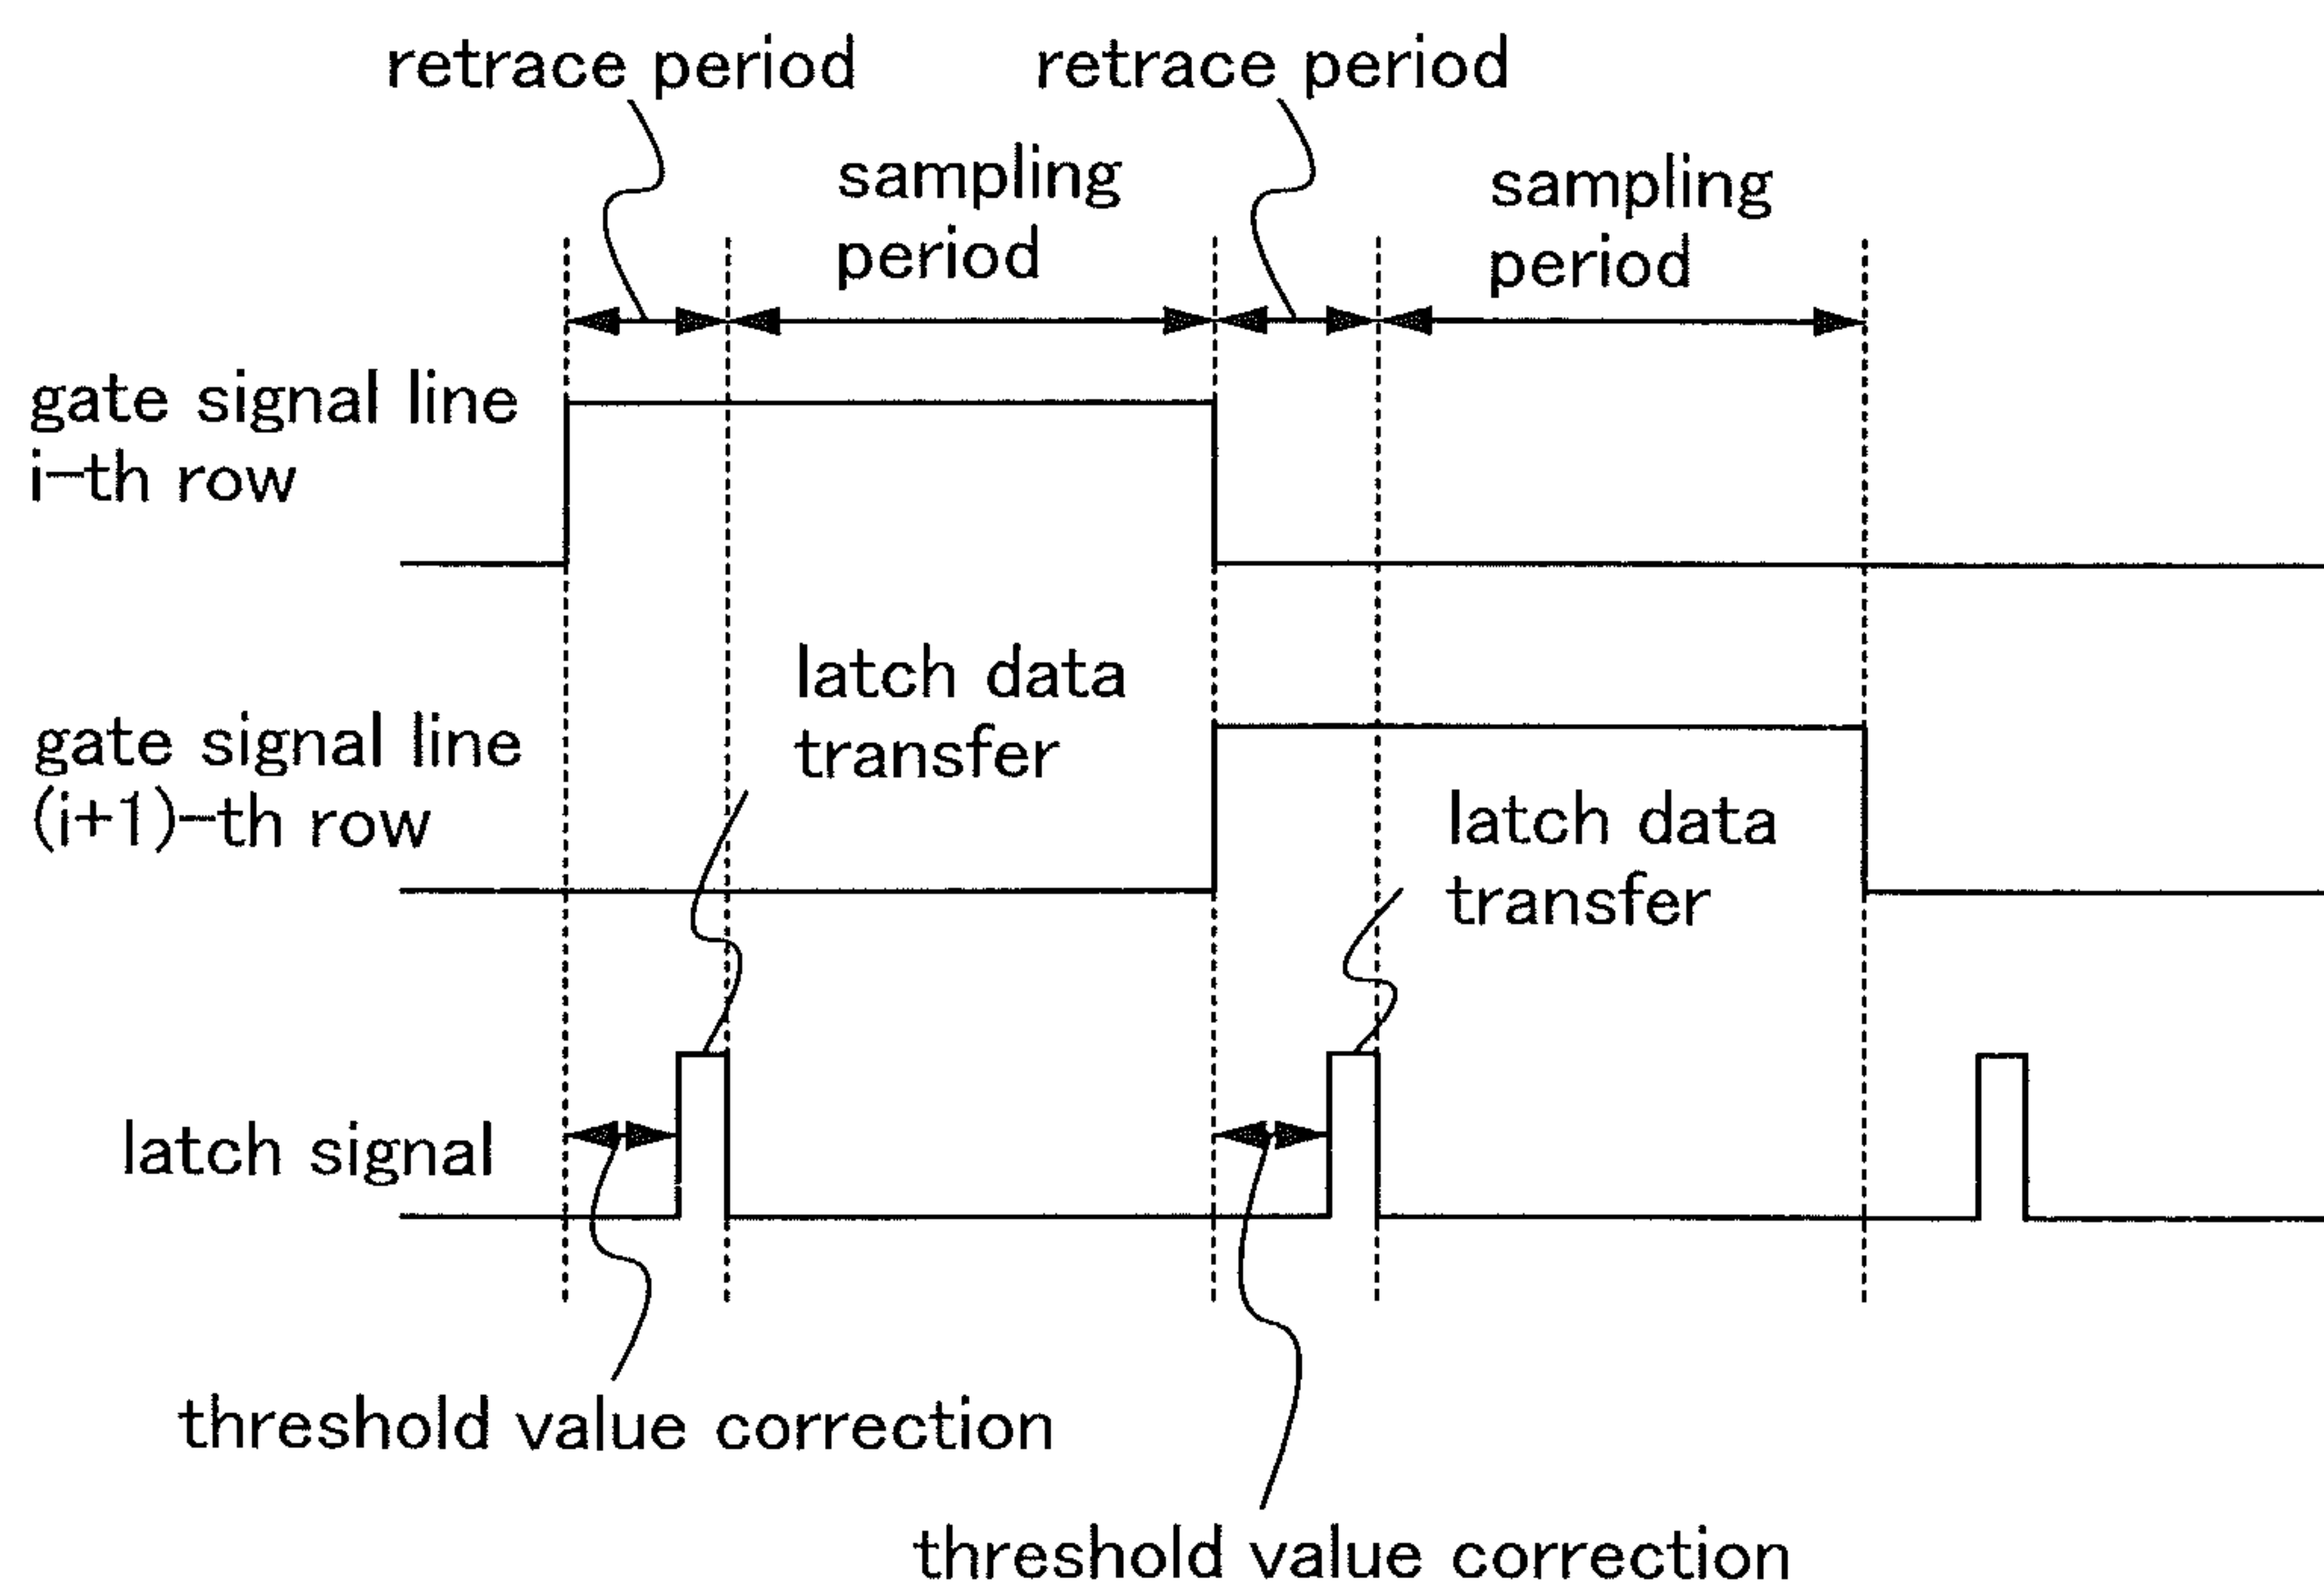 retrace period
retrace period
sampling
period
sampling
period
gate signal line
i-th row
latch data
transfer
gate signal line
(i+1)-th row
latch data
transfer
latch signal
threshold value correction
threshold value correction